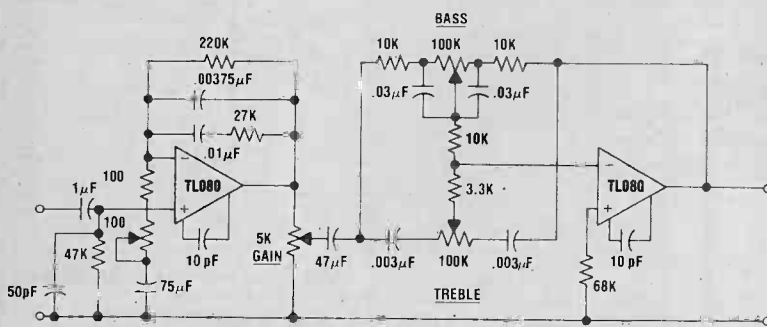 BASS
220K
10K
100K
10K
.00375µF
.03µF
.03µF
27K
.01µF
10K
100
TL080
TL080
1µF
3.3K
100
5K
GAIN
47K
10 pF
47µF
.003µF
100K
.003µF
10 pF
50pF
75µF
TREBLE
68K